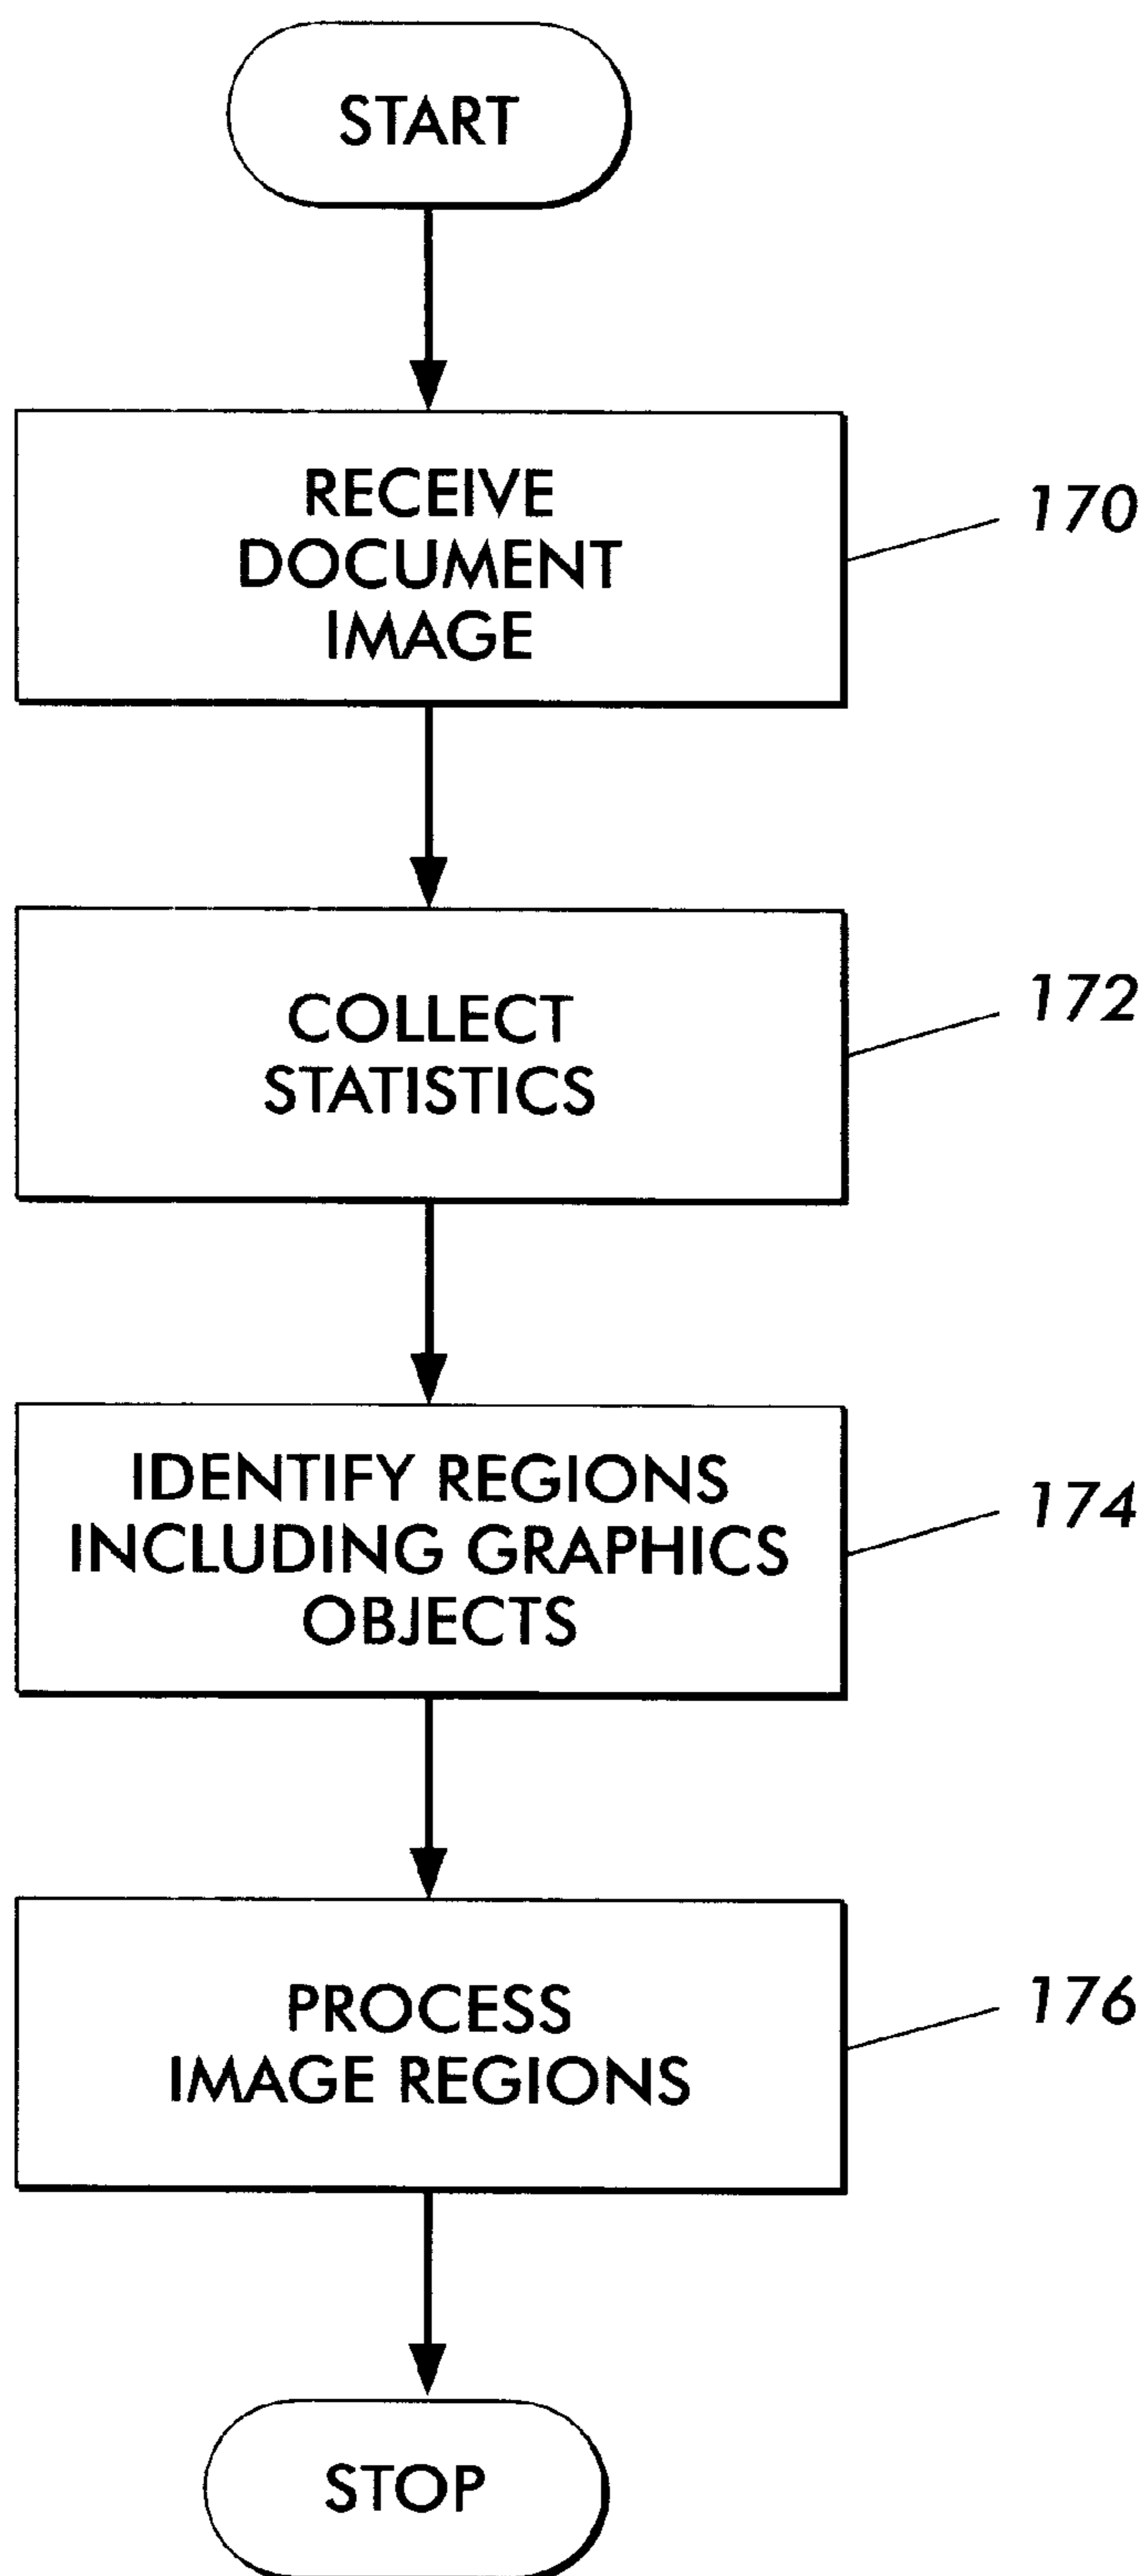 START
RECEIVE
DOCUMENT
IMAGE
170
COLLECT
STATISTICS
172
IDENTIFY REGIONS
INCLUDING GRAPHICS
OBJECTS
174
PROCESS
IMAGE REGIONS
176
STOP